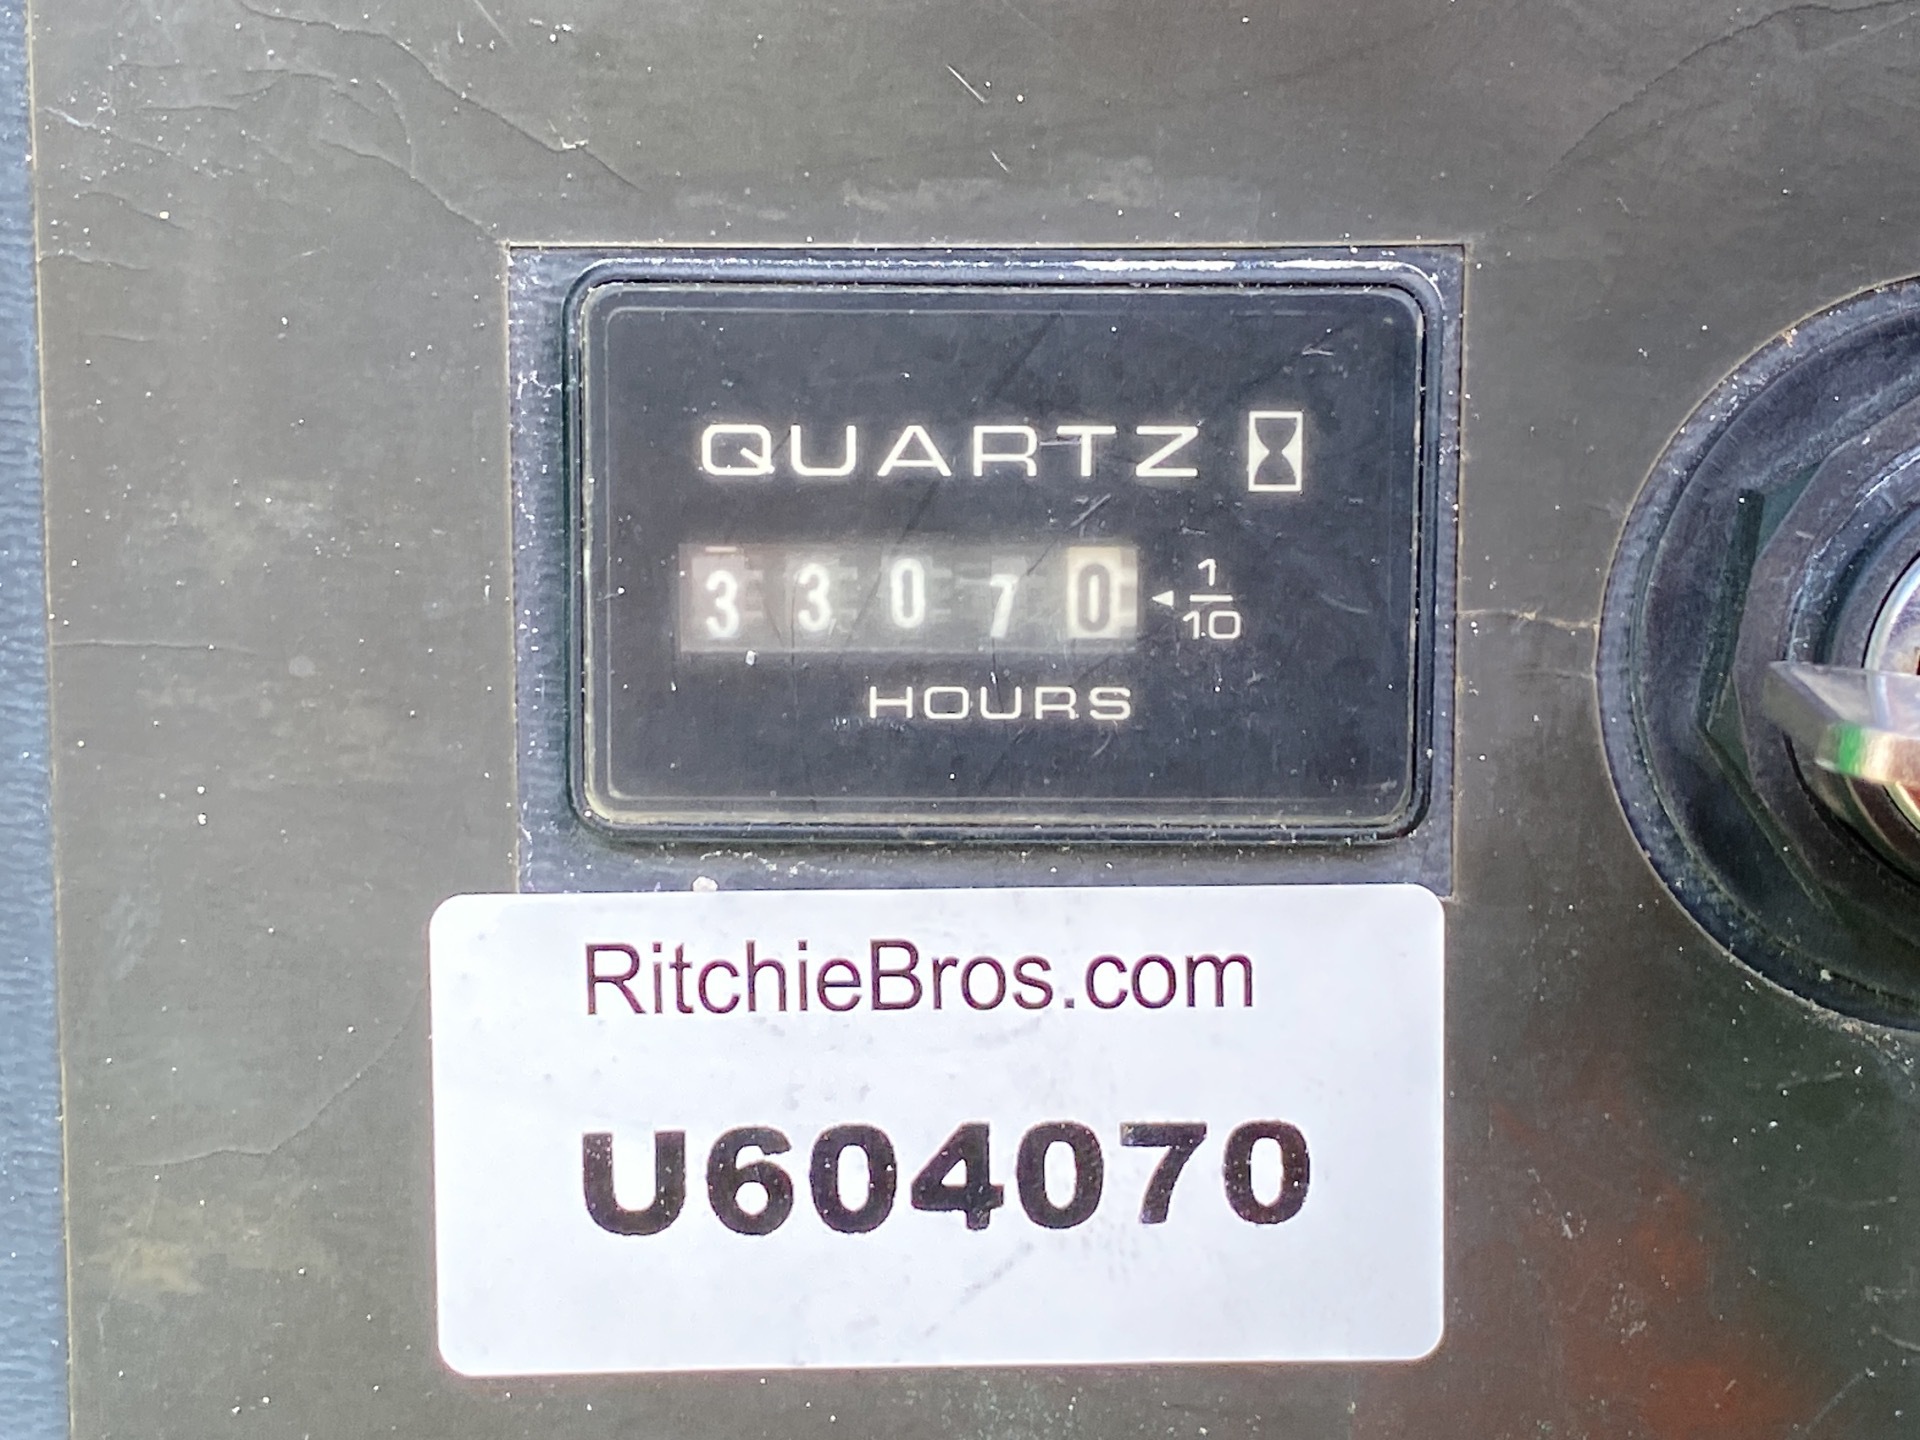 QUARTZ
33070 1/10
HOURS
RitchieBros.com
U604070